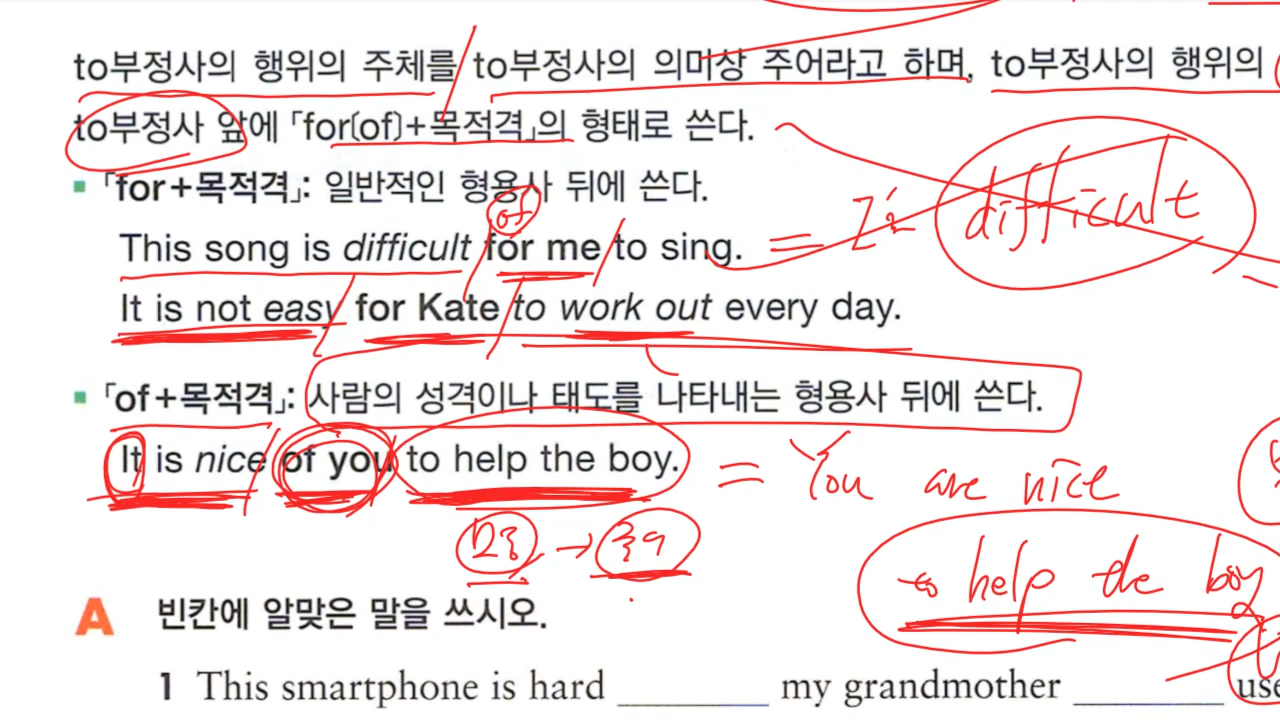 to부정사의 행위의 주체를 to부정사의 의미상 주어라고 하며, to부정사의 행위의
to부정사 앞에 「for(of)+목적격」의 형태로 쓴다.
「for+목적격」: 일반적인 형용사 뒤에 쓴다.
of
This song is difficult for me to sing. = I'm difficult
It is not easy for Kate to work out every day.
「of+목적격」: 사람의 성격이나 태도를 나타내는 형용사 뒤에 쓴다.
It is nice of you to help the boy. = You are nice
to help the boy
A 빈칸에 알맞은 말을 쓰시오.
1 This smartphone is hard ________ my grandmother ________ use